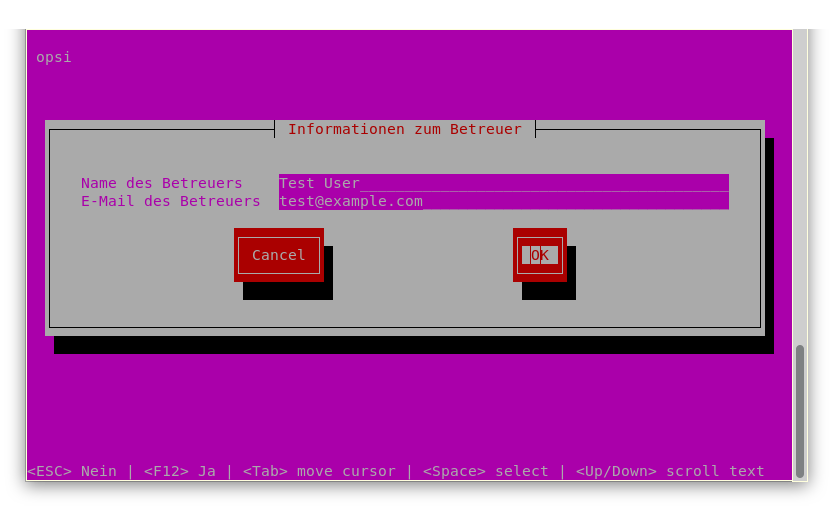 opsi
Informationen zum Betreuer
Name des Betreuers Test User
E-Mail des Betreuers test@example.com
Cancel OK
<ESC> Nein | <F12> Ja | <Tab> move cursor | <Space> select | <Up/Down> scroll text